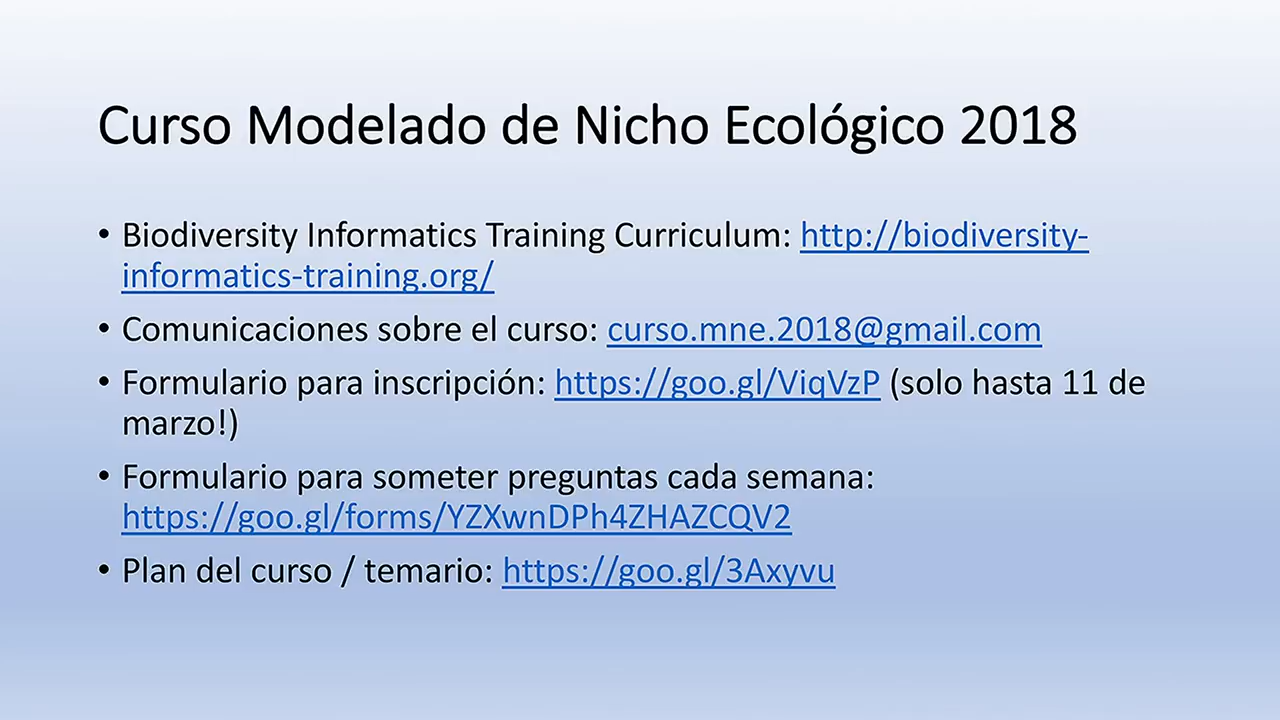 Curso Modelado de Nicho Ecológico 2018
• Biodiversity Informatics Training Curriculum: http://biodiversity-
informatics-training.org/
• Comunicaciones sobre el curso: curso.mne.2018@gmail.com
• Formulario para inscripción: https://goo.gl/ViqVzP (solo hasta 11 de
marzo!)
• Formulario para someter preguntas cada semana:
https://goo.gl/forms/YZXwnDPh4ZHAZCQV2
• Plan del curso / temario: https://goo.gl/3Axyvu